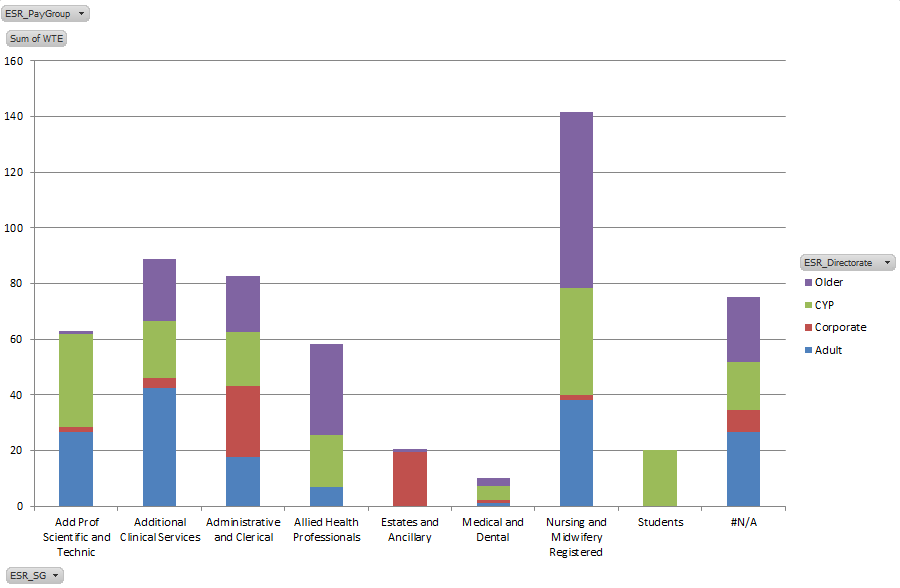 ESR_PayGroup
Sum of WTE
160
140
120
100
80
60
40
20
0
Add Prof
Scientific and
Technic
Additional
Clinical Services
Administrative
and Clerical
Allied Health
Professionals
Estates and
Ancillary
Medical and
Dental
Nursing and
Midwifery
Registered
Students
#N/A
ESR_Directorate
Older
CYP
Corporate
Adult
ESR_SG